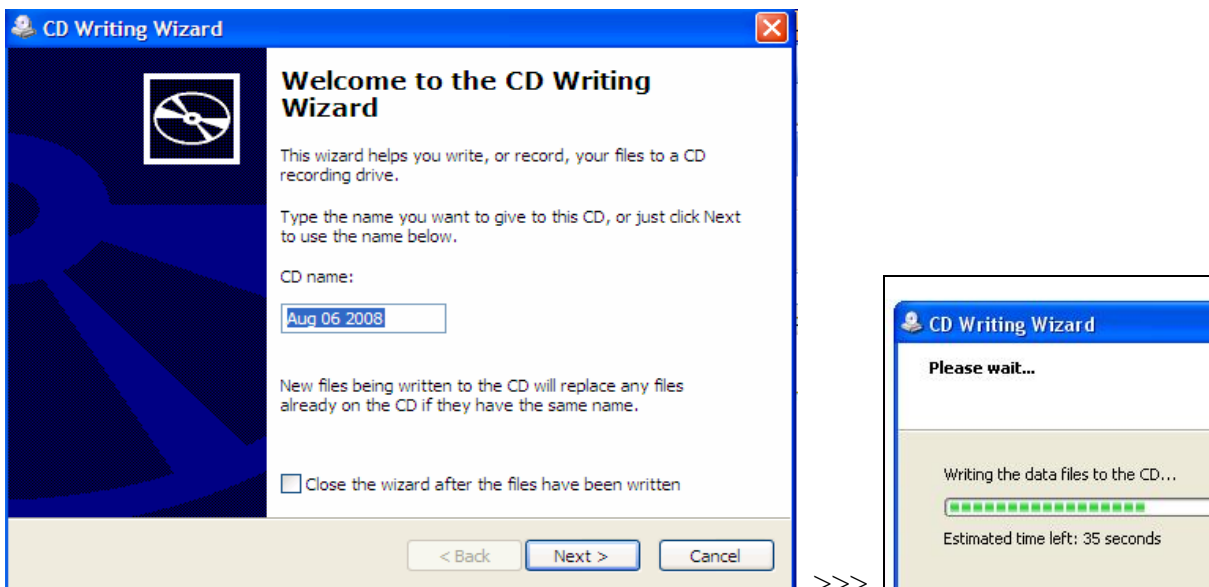 CD Writing Wizard
Welcome to the CD Writing
Wizard
This wizard helps you write, or record, your files to a CD
recording drive.
Type the name you want to give to this CD, or just click Next
to use the name below.
CD name:
Aug 06 2008
New files being written to the CD will replace any files
already on the CD if they have the same name.
Close the wizard after the files have been written
< Back Next > Cancel
>>>
CD Writing Wizard
Please wait...
Writing the data files to the CD...
Estimated time left: 35 seconds